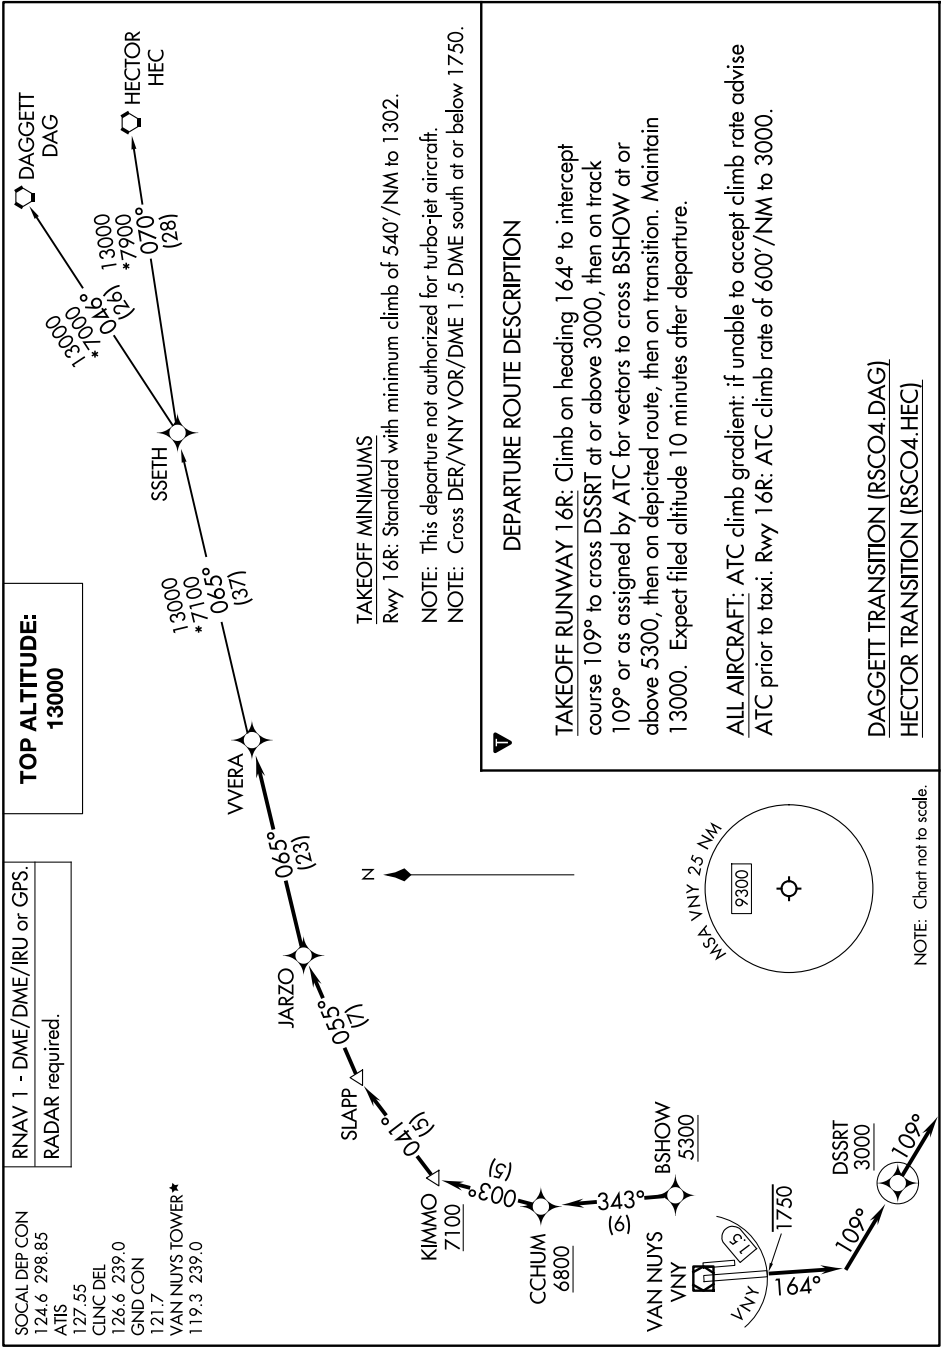 SOCAL DEP CON
124.6 298.85
ATIS
127.55
CLNC DEL
126.6 239.0
GND CON
121.7
VAN NUYS TOWER★
119.3 239.0
RNAV 1 - DME/DME/IRU or GPS.
RADAR required.
TOP ALTITUDE:
13000
DAGGETT
DAG
HECTOR
HEC
13000
*7000
046°
(26)
13000
*7900
070°
(28)
SSETH
13000
*7100
065°
(37)
VVERA
065°
(23)
JARZO
055°
(7)
SLAPP
041°
(5)
KIMMO
7100
003°
(5)
CCHUM
6800
343°
(6)
BSHOW
5300
VAN NUYS
VNY
1.5
VNY
1750
164°
109°
DSSRT
3000
109°
N
MSA VNY 25 NM
9300
NOTE: Chart not to scale.
TAKEOFF MINIMUMS
Rwy 16R: Standard with minimum climb of 540'/NM to 1302.
NOTE: This departure not authorized for turbo-jet aircraft.
NOTE: Cross DER/VNY VOR/DME 1.5 DME south at or below 1750.
T
DEPARTURE ROUTE DESCRIPTION
TAKEOFF RUNWAY 16R: Climb on heading 164° to intercept
course 109° to cross DSSRT at or above 3000, then on track
109° or as assigned by ATC for vectors to cross BSHOW at or
above 5300, then on depicted route, then on transition. Maintain
13000. Expect filed altitude 10 minutes after departure.
ALL AIRCRAFT: ATC climb gradient: if unable to accept climb rate advise
ATC prior to taxi. Rwy 16R: ATC climb rate of 600'/NM to 3000.
DAGGETT TRANSITION (RSCO4.DAG)
HECTOR TRANSITION (RSCO4.HEC)